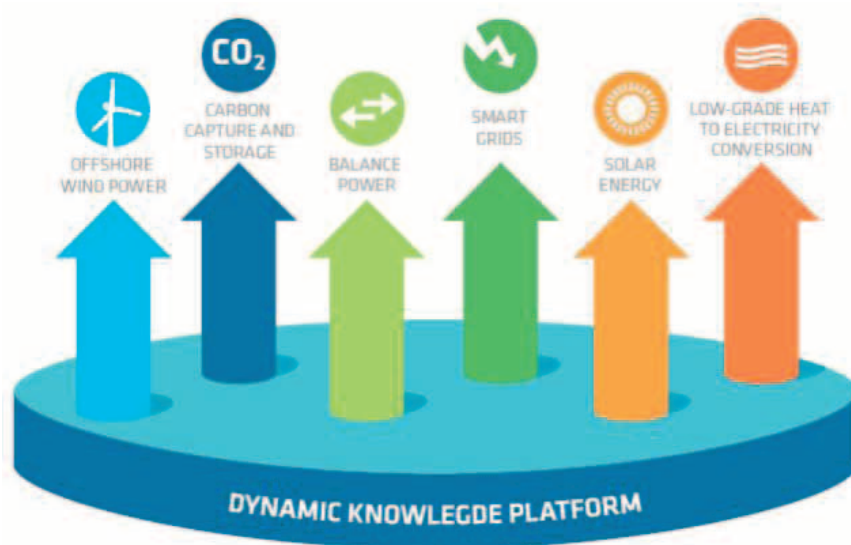 CO₂
CARBON
CAPTURE AND
STORAGE
OFFSHORE
WIND POWER
BALANCE
POWER
SMART
GRIDS
SOLAR
ENERGY
LOW-GRADE HEAT
TO ELECTRICITY
CONVERSION
DYNAMIC KNOWLEGDE PLATFORM